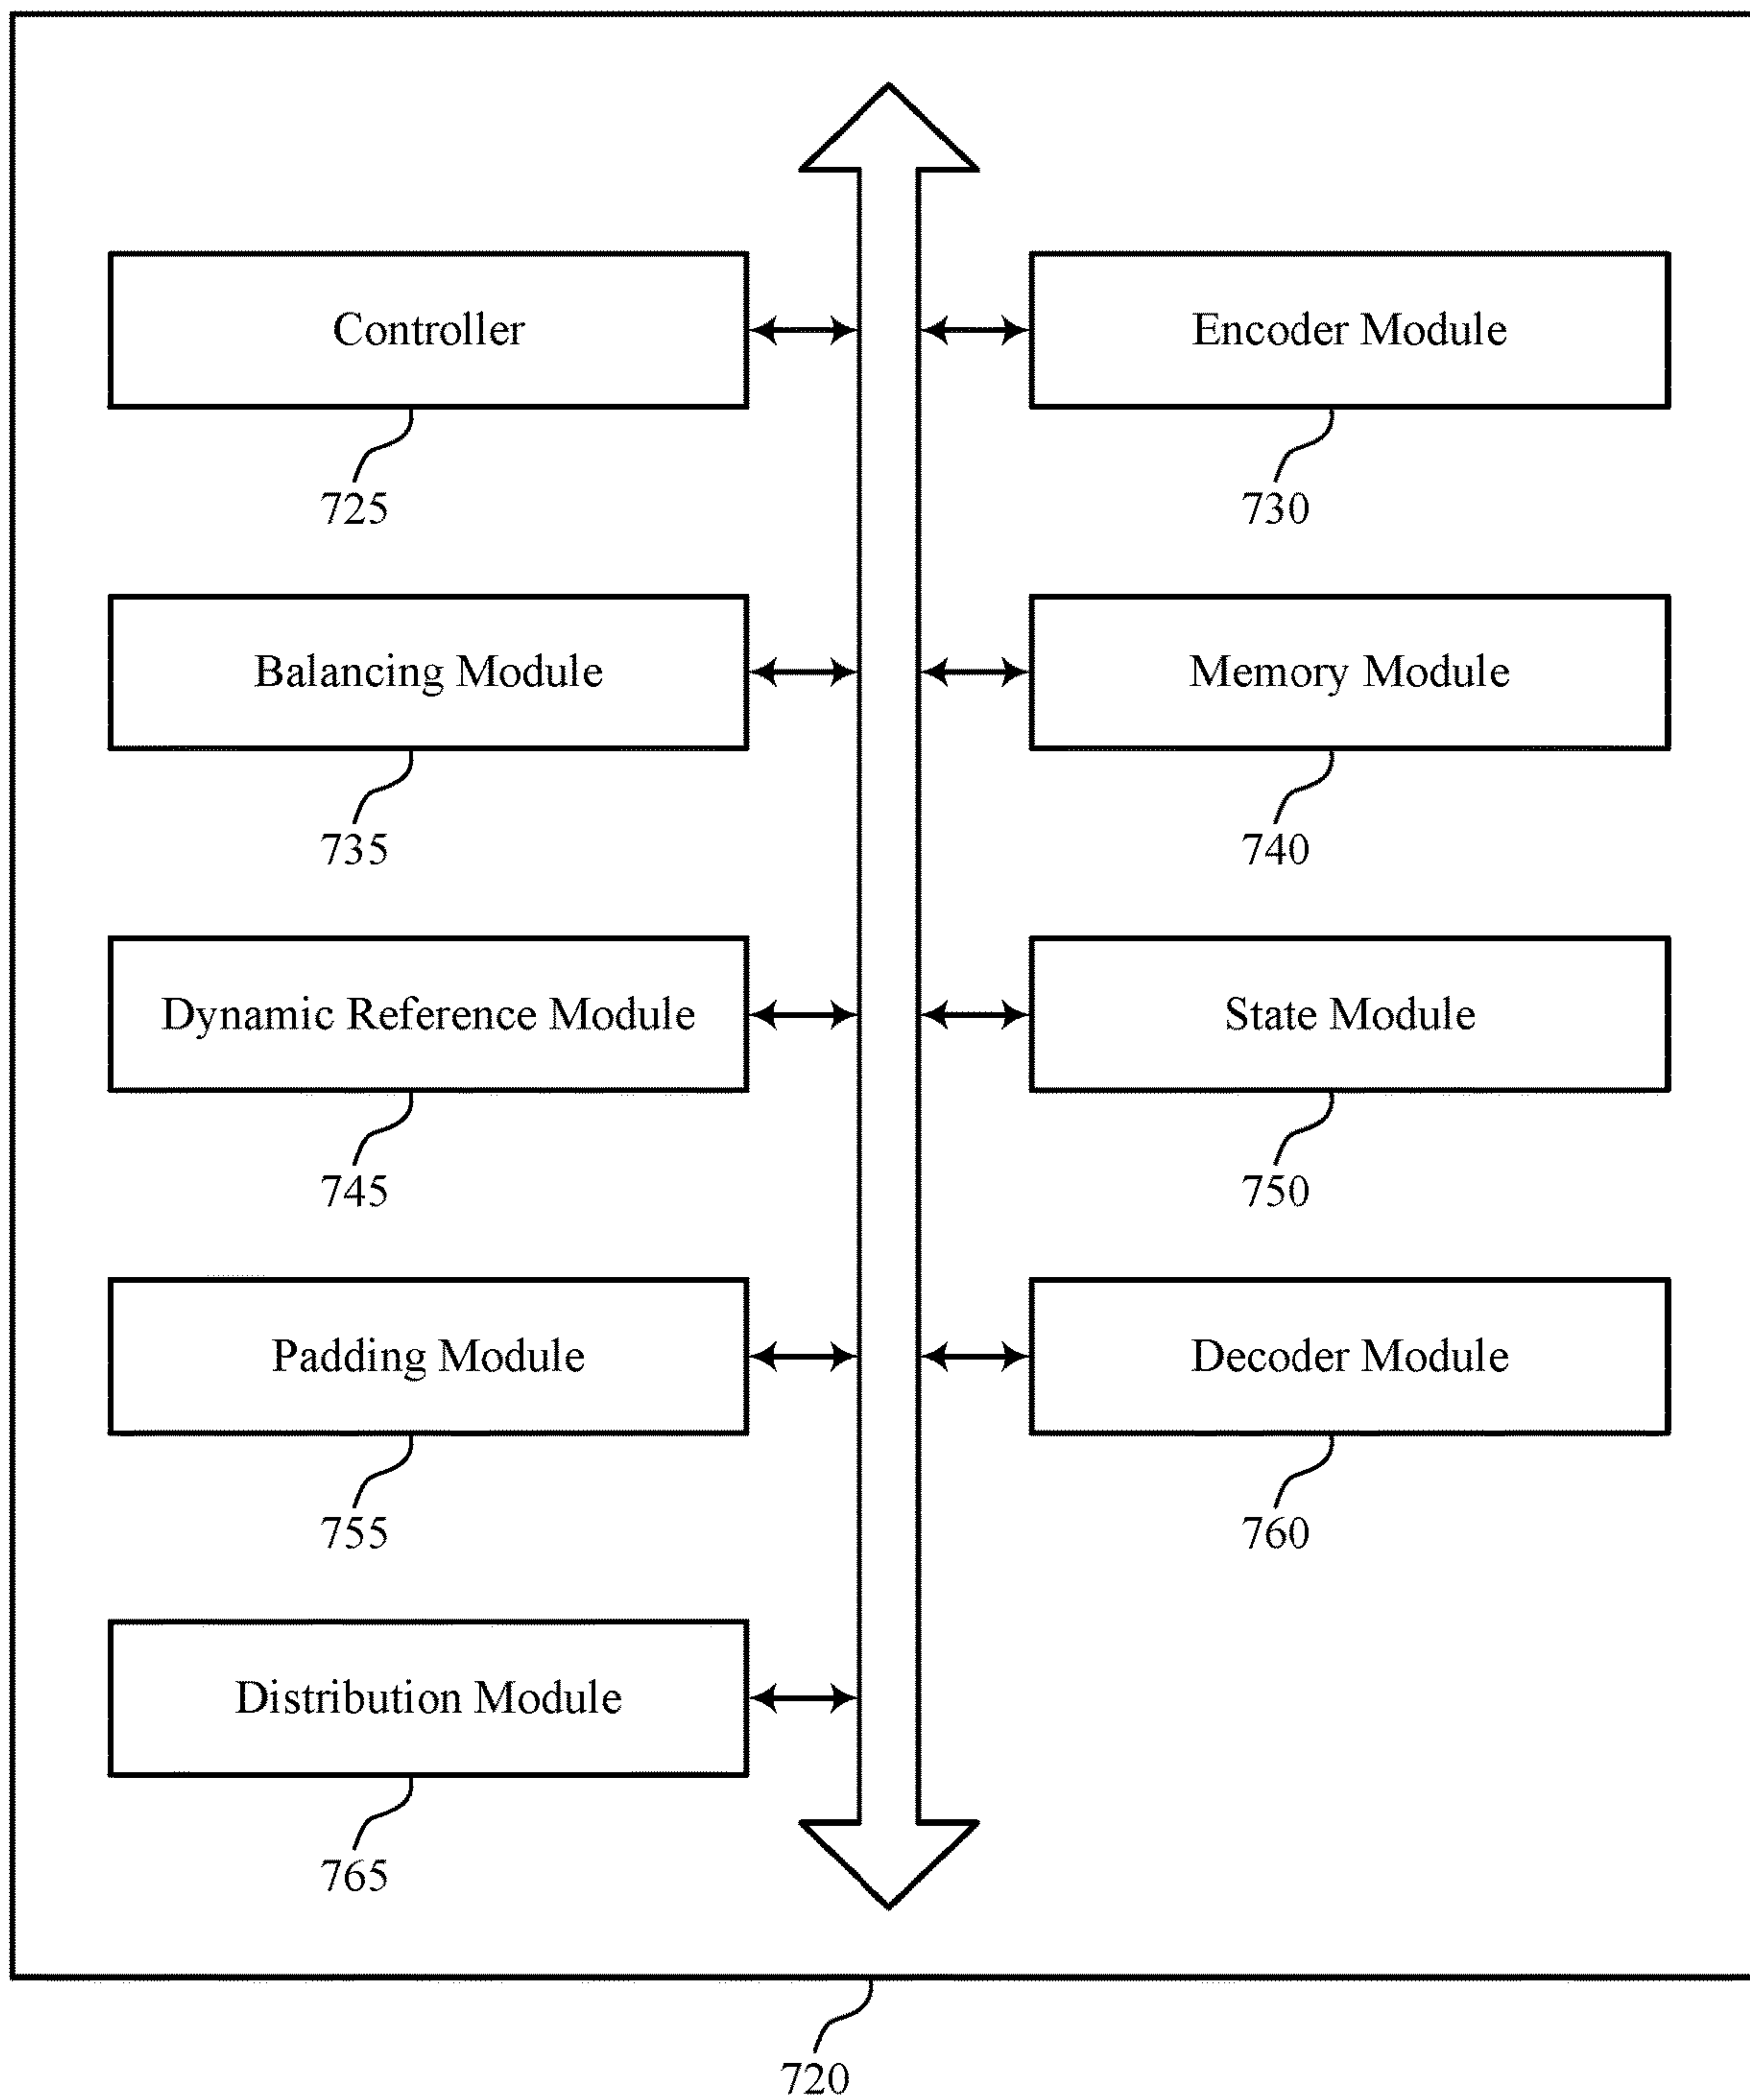 Controller
Encoder Module
725
730
Balancing Module
Memory Module
735
740
Dynamic Reference Module
State Module
745
750
Padding Module
Decoder Module
755
760
Distribution Module
765
720